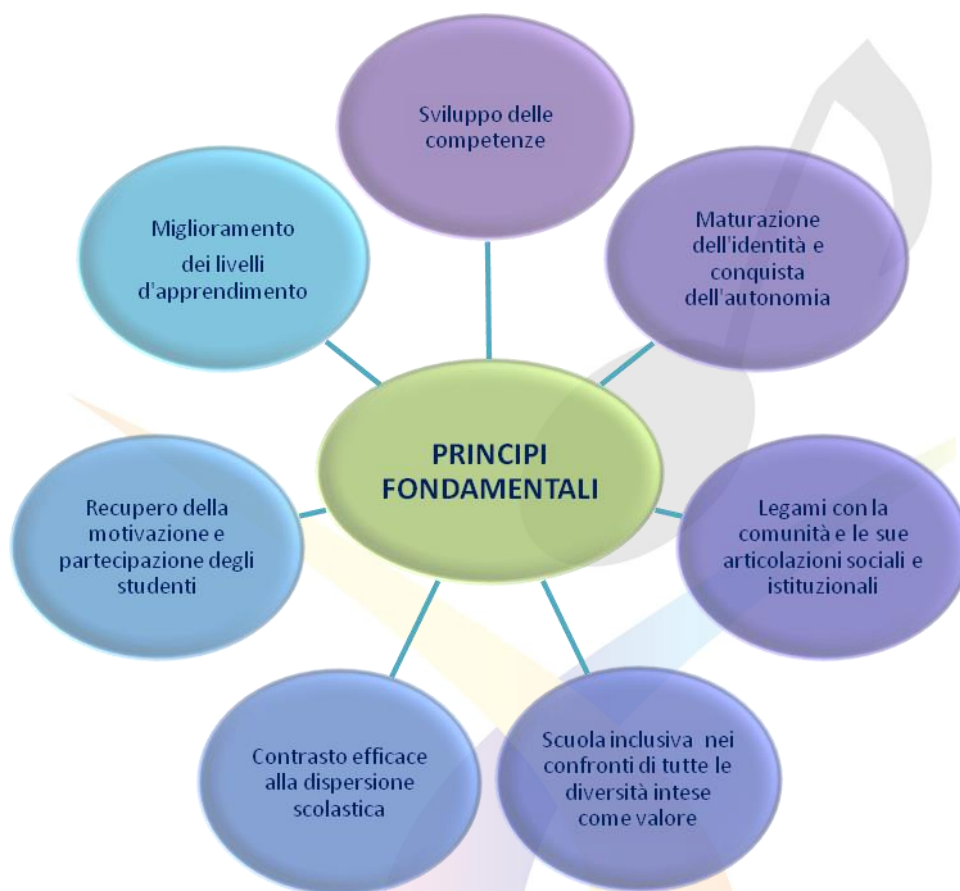 Sviluppo delle
competenze
Maturazione
dell'identità e
conquista
dell'autonomia
Legami con la
comunità e le sue
articolazioni sociali e
istituzionali
Scuola inclusiva nei
confronti di tutte le
diversità intese
come valore
Contrasto efficace
alla dispersione
scolastica
Recupero della
motivazione e
partecipazione degli
studenti
Miglioramento
dei livelli
d'apprendimento
PRINCIPI
FONDAMENTALI